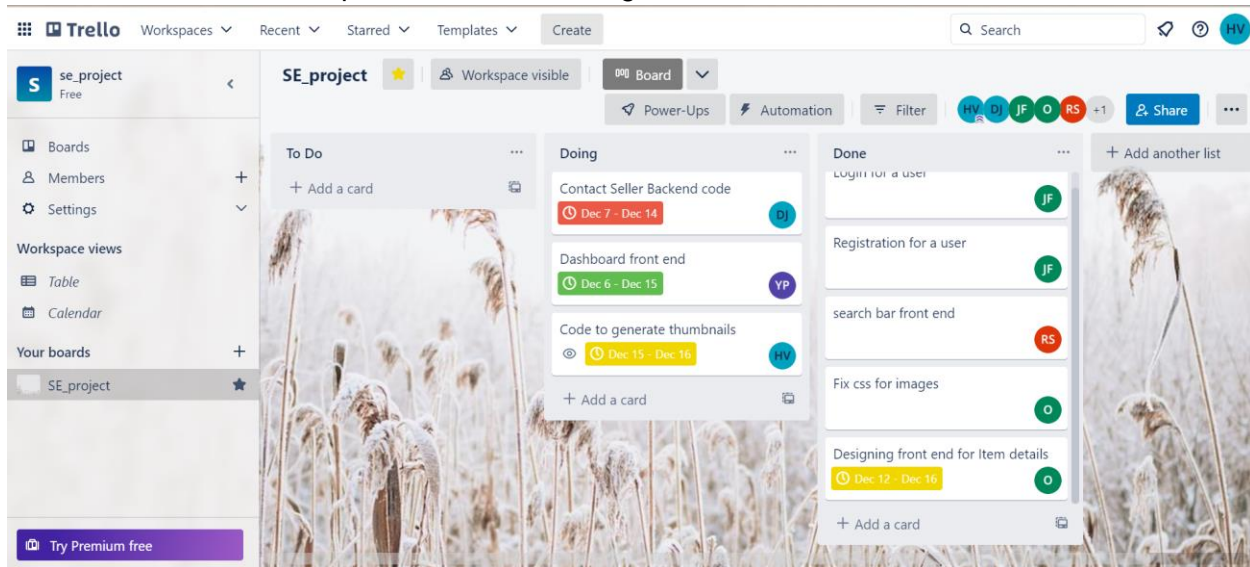 Trello
Workspaces
Recent
Starred
Templates
Create
Search
HV
S
se_project
Free
SE_project
Workspace visible
Board
Power-Ups
Automation
Filter
HV DJ JF O RS +1
Share
Boards
Members
Settings
Workspace views
Table
Calendar
Your boards
SE_project
Try Premium free
To Do
+ Add a card
Doing
Contact Seller Backend code
Dec 7 - Dec 14
DJ
Dashboard front end
Dec 6 - Dec 15
YP
Code to generate thumbnails
Dec 15 - Dec 16
HV
+ Add a card
Done
Login for a user
JF
Registration for a user
JF
search bar front end
RS
Fix css for images
O
Designing front end for Item details
Dec 12 - Dec 16
O
+ Add a card
+ Add another list